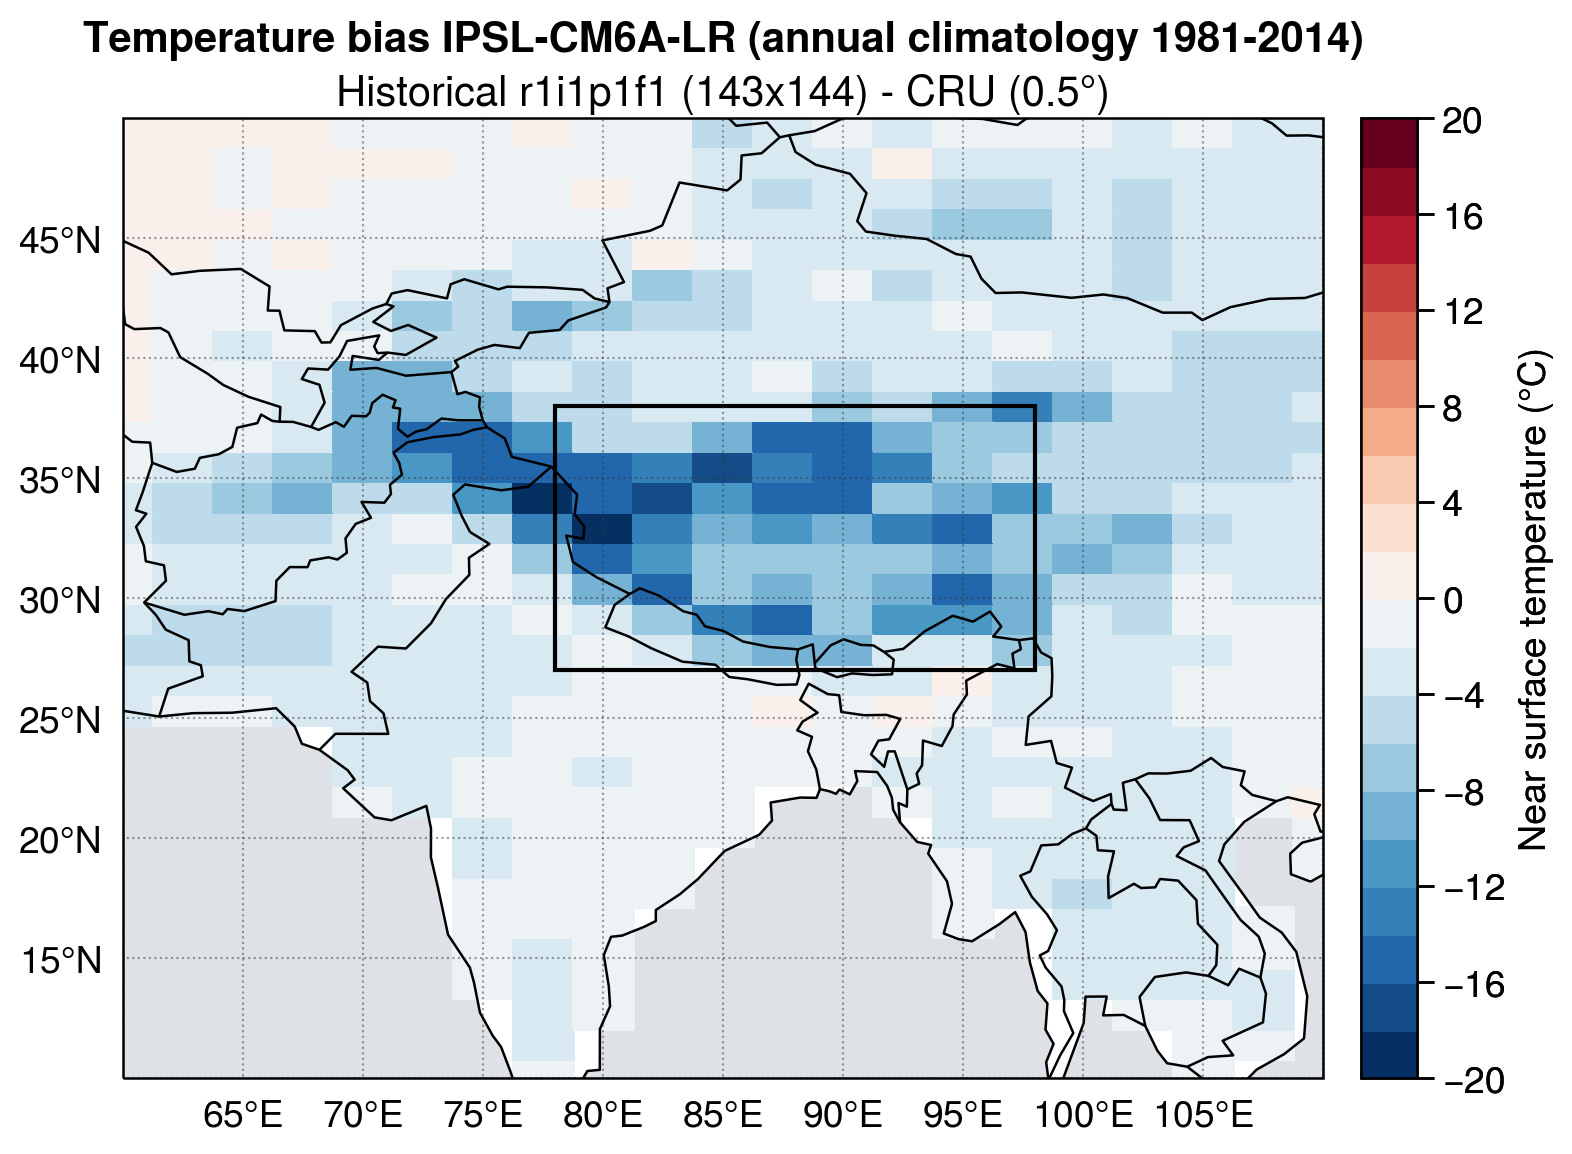 Temperature bias IPSL-CM6A-LR (annual climatology 1981-2014)
Historical r1i1p1f1 (143x144) - CRU (0.5°)
45°N
40°N
35°N
30°N
25°N
20°N
15°N
65°E 70°E 75°E 80°E 85°E 90°E 95°E 100°E 105°E
20
16
12
8
4
0
−4
−8
−12
−16
−20
Near surface temperature (°C)